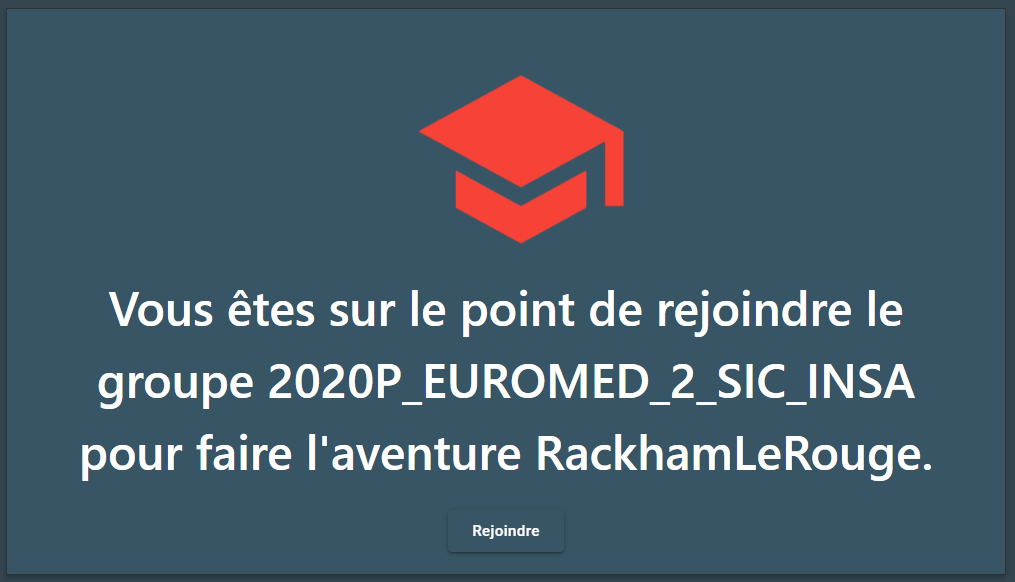 Vous êtes sur le point de rejoindre le
groupe 2020P_EUROMED_2_SIC_INSA
pour faire l'aventure RackhamLeRouge.
Rejoindre